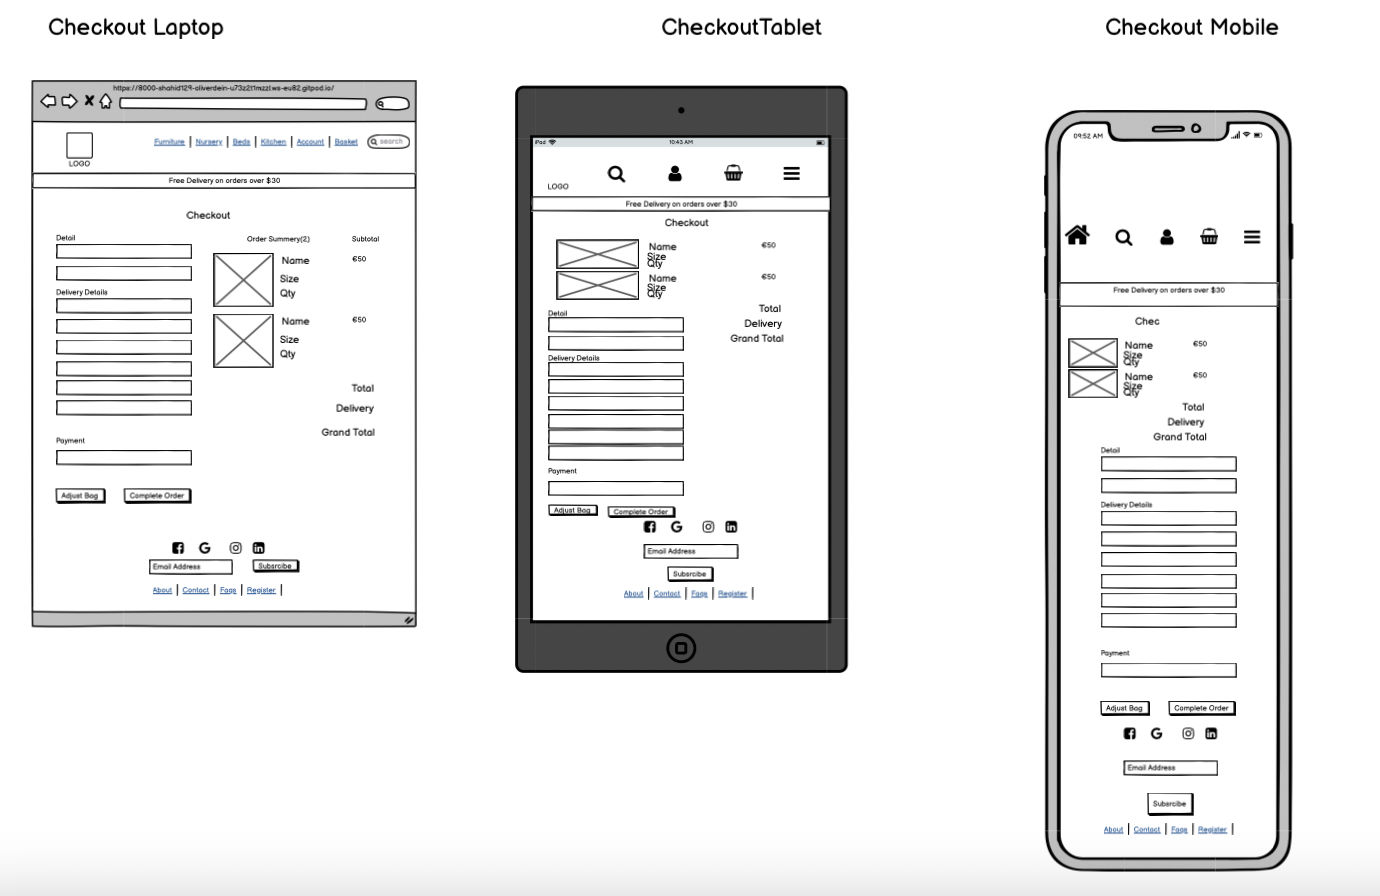 Checkout Laptop
https://8000-shahid129-oliverdein-u73z2t1mzzl.ws-eu82.gitpod.io/
Furniture | Nursery | Beds | Kitchen | Account | Basket search
LOGO
Free Delivery on orders over $30
Checkout
Detail Order Summery(2) Subtotal
Name €50
Size
Qty
Delivery Details
Name €50
Size
Qty
Total
Delivery
Grand Total
Payment
Adjust Bag Complete Order
Email Address Subsrcibe
About | Contact | Faqs | Register |
CheckoutTablet
iPad 10:43 AM
LOGO
Free Delivery on orders over $30
Checkout
Name €50
Size
Qty
Name €50
Size
Qty
Total
Detail
Delivery
Grand Total
Delivery Details
Payment
Adjust Bag Complete Order
Email Address
Subsrcibe
About | Contact | Faqs | Register |
Checkout Mobile
09:52 AM
Free Delivery on orders over $30
Chec
Name €50
Size
Qty
Name €50
Size
Qty
Total
Delivery
Grand Total
Detail
Delivery Details
Payment
Adjust Bag Complete Order
Email Address
Subsrcibe
About | Contact | Faqs | Register |